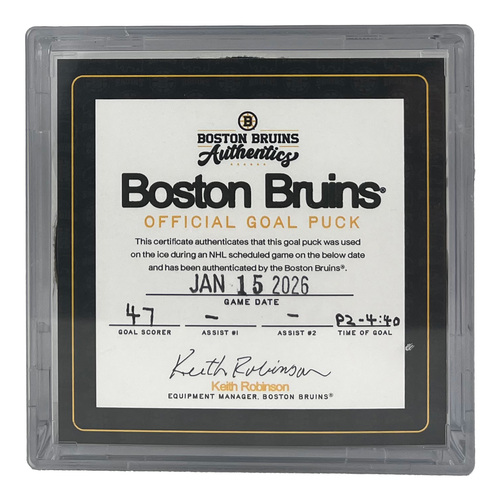 B
BOSTON BRUINS
Authentics
Boston Bruins®
OFFICIAL GOAL PUCK
This certificate authenticates that this goal puck was used
on the ice during an NHL scheduled game on the below date
and has been authenticated by the Boston Bruins®.
JAN 15 2026
GAME DATE
47 - - P2-4:40
GOAL SCORER ASSIST #1 ASSIST #2 TIME OF GOAL
Keith Robinson
Keith Robinson
EQUIPMENT MANAGER, BOSTON BRUINS®